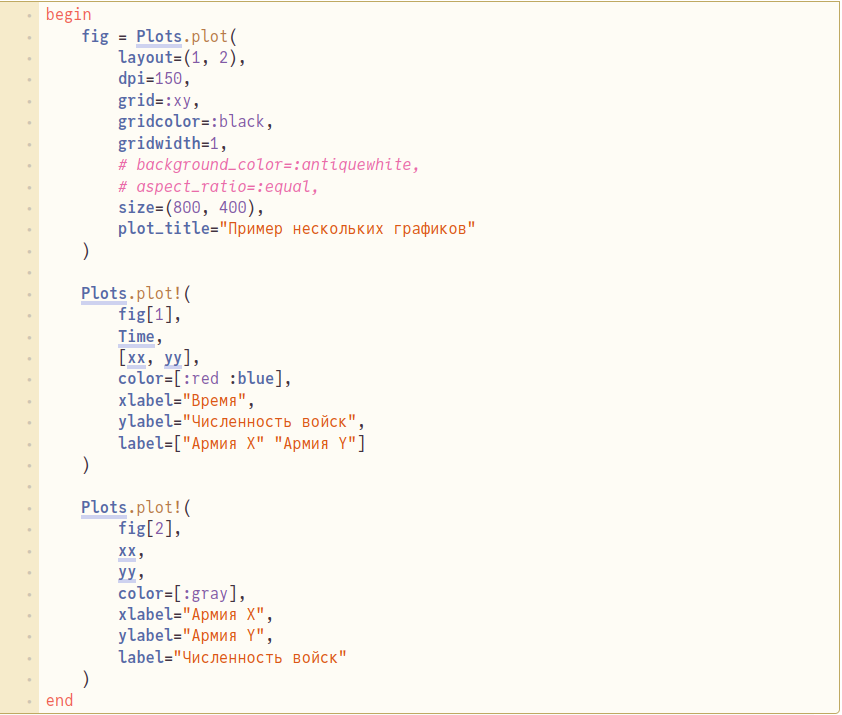 begin
    fig = Plots.plot(
        layout=(1, 2),
        dpi=150,
        grid=:xy,
        gridcolor=:black,
        gridwidth=1,
        # background_color=:antiquewhite,
        # aspect_ratio=:equal,
        size=(800, 400),
        plot_title="Пример нескольких графиков"
    )

    Plots.plot!(
        fig[1],
        Time,
        [xx, yy],
        color=[:red :blue],
        xlabel="Время",
        ylabel="Численность войск",
        label=["Армия X" "Армия Y"]
    )

    Plots.plot!(
        fig[2],
        xx,
        yy,
        color=[:gray],
        xlabel="Армия X",
        ylabel="Армия Y",
        label="Численность войск"
    )
end